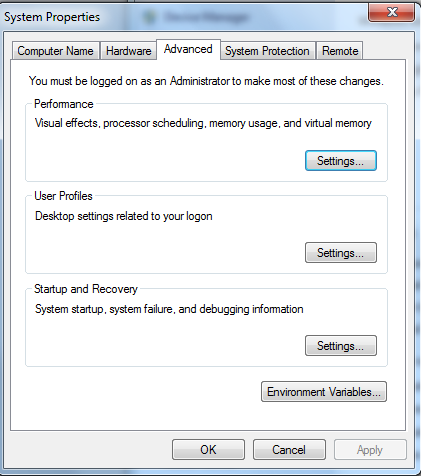 Device Manager
System Properties
Computer Name
Hardware
Advanced
System Protection
Remote
You must be logged on as an Administrator to make most of these changes.
Perfomance
Visual effects, processor scheduling, memory usage, and virtual memory
Settings...
User Profiles
Desktop settings related to your logon
Settings...
Startup and Recovery
System startup, system failure, and debugging information
Settings...
Environment Variables...
OK
Cancel
Apply